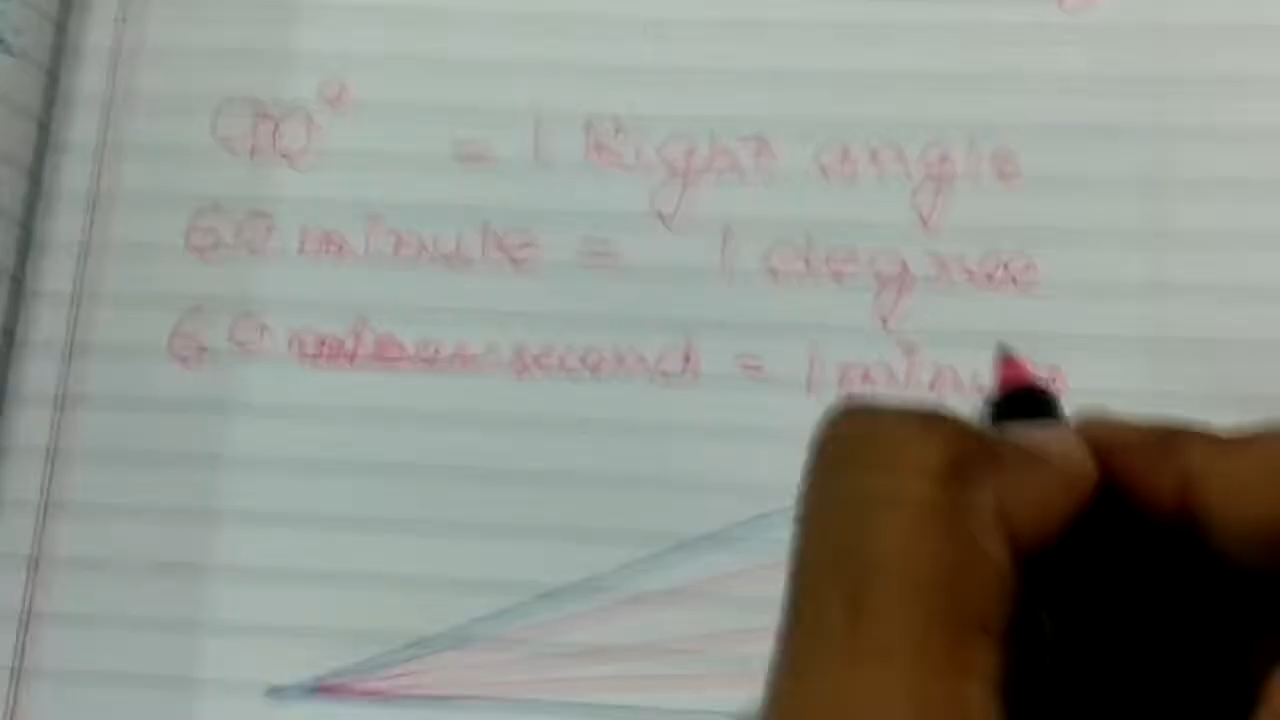 90° = 1 Right angle
60 minute = 1 degree
60 second = 1 minute